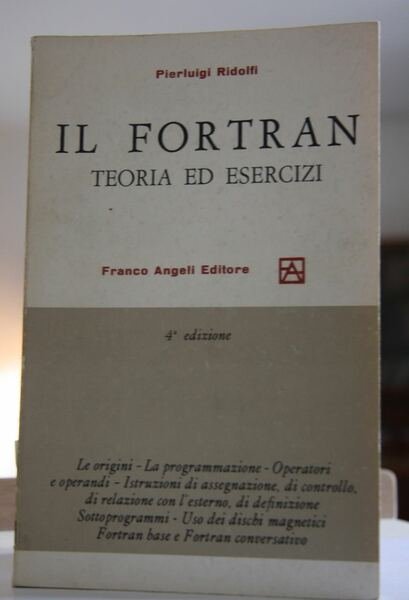 Pierluigi Ridolfi
IL FORTRAN
TEORIA ED ESERCIZI
Franco Angeli Editore
4ª edizione
Le origini - La programmazione - Operatori
e operandi - Istruzioni di assegnazione, di controllo,
di relazione con l'esterno, di definizione
Sottoprogrammi - Uso dei dischi magnetici
Fortran base e Fortran conversativo